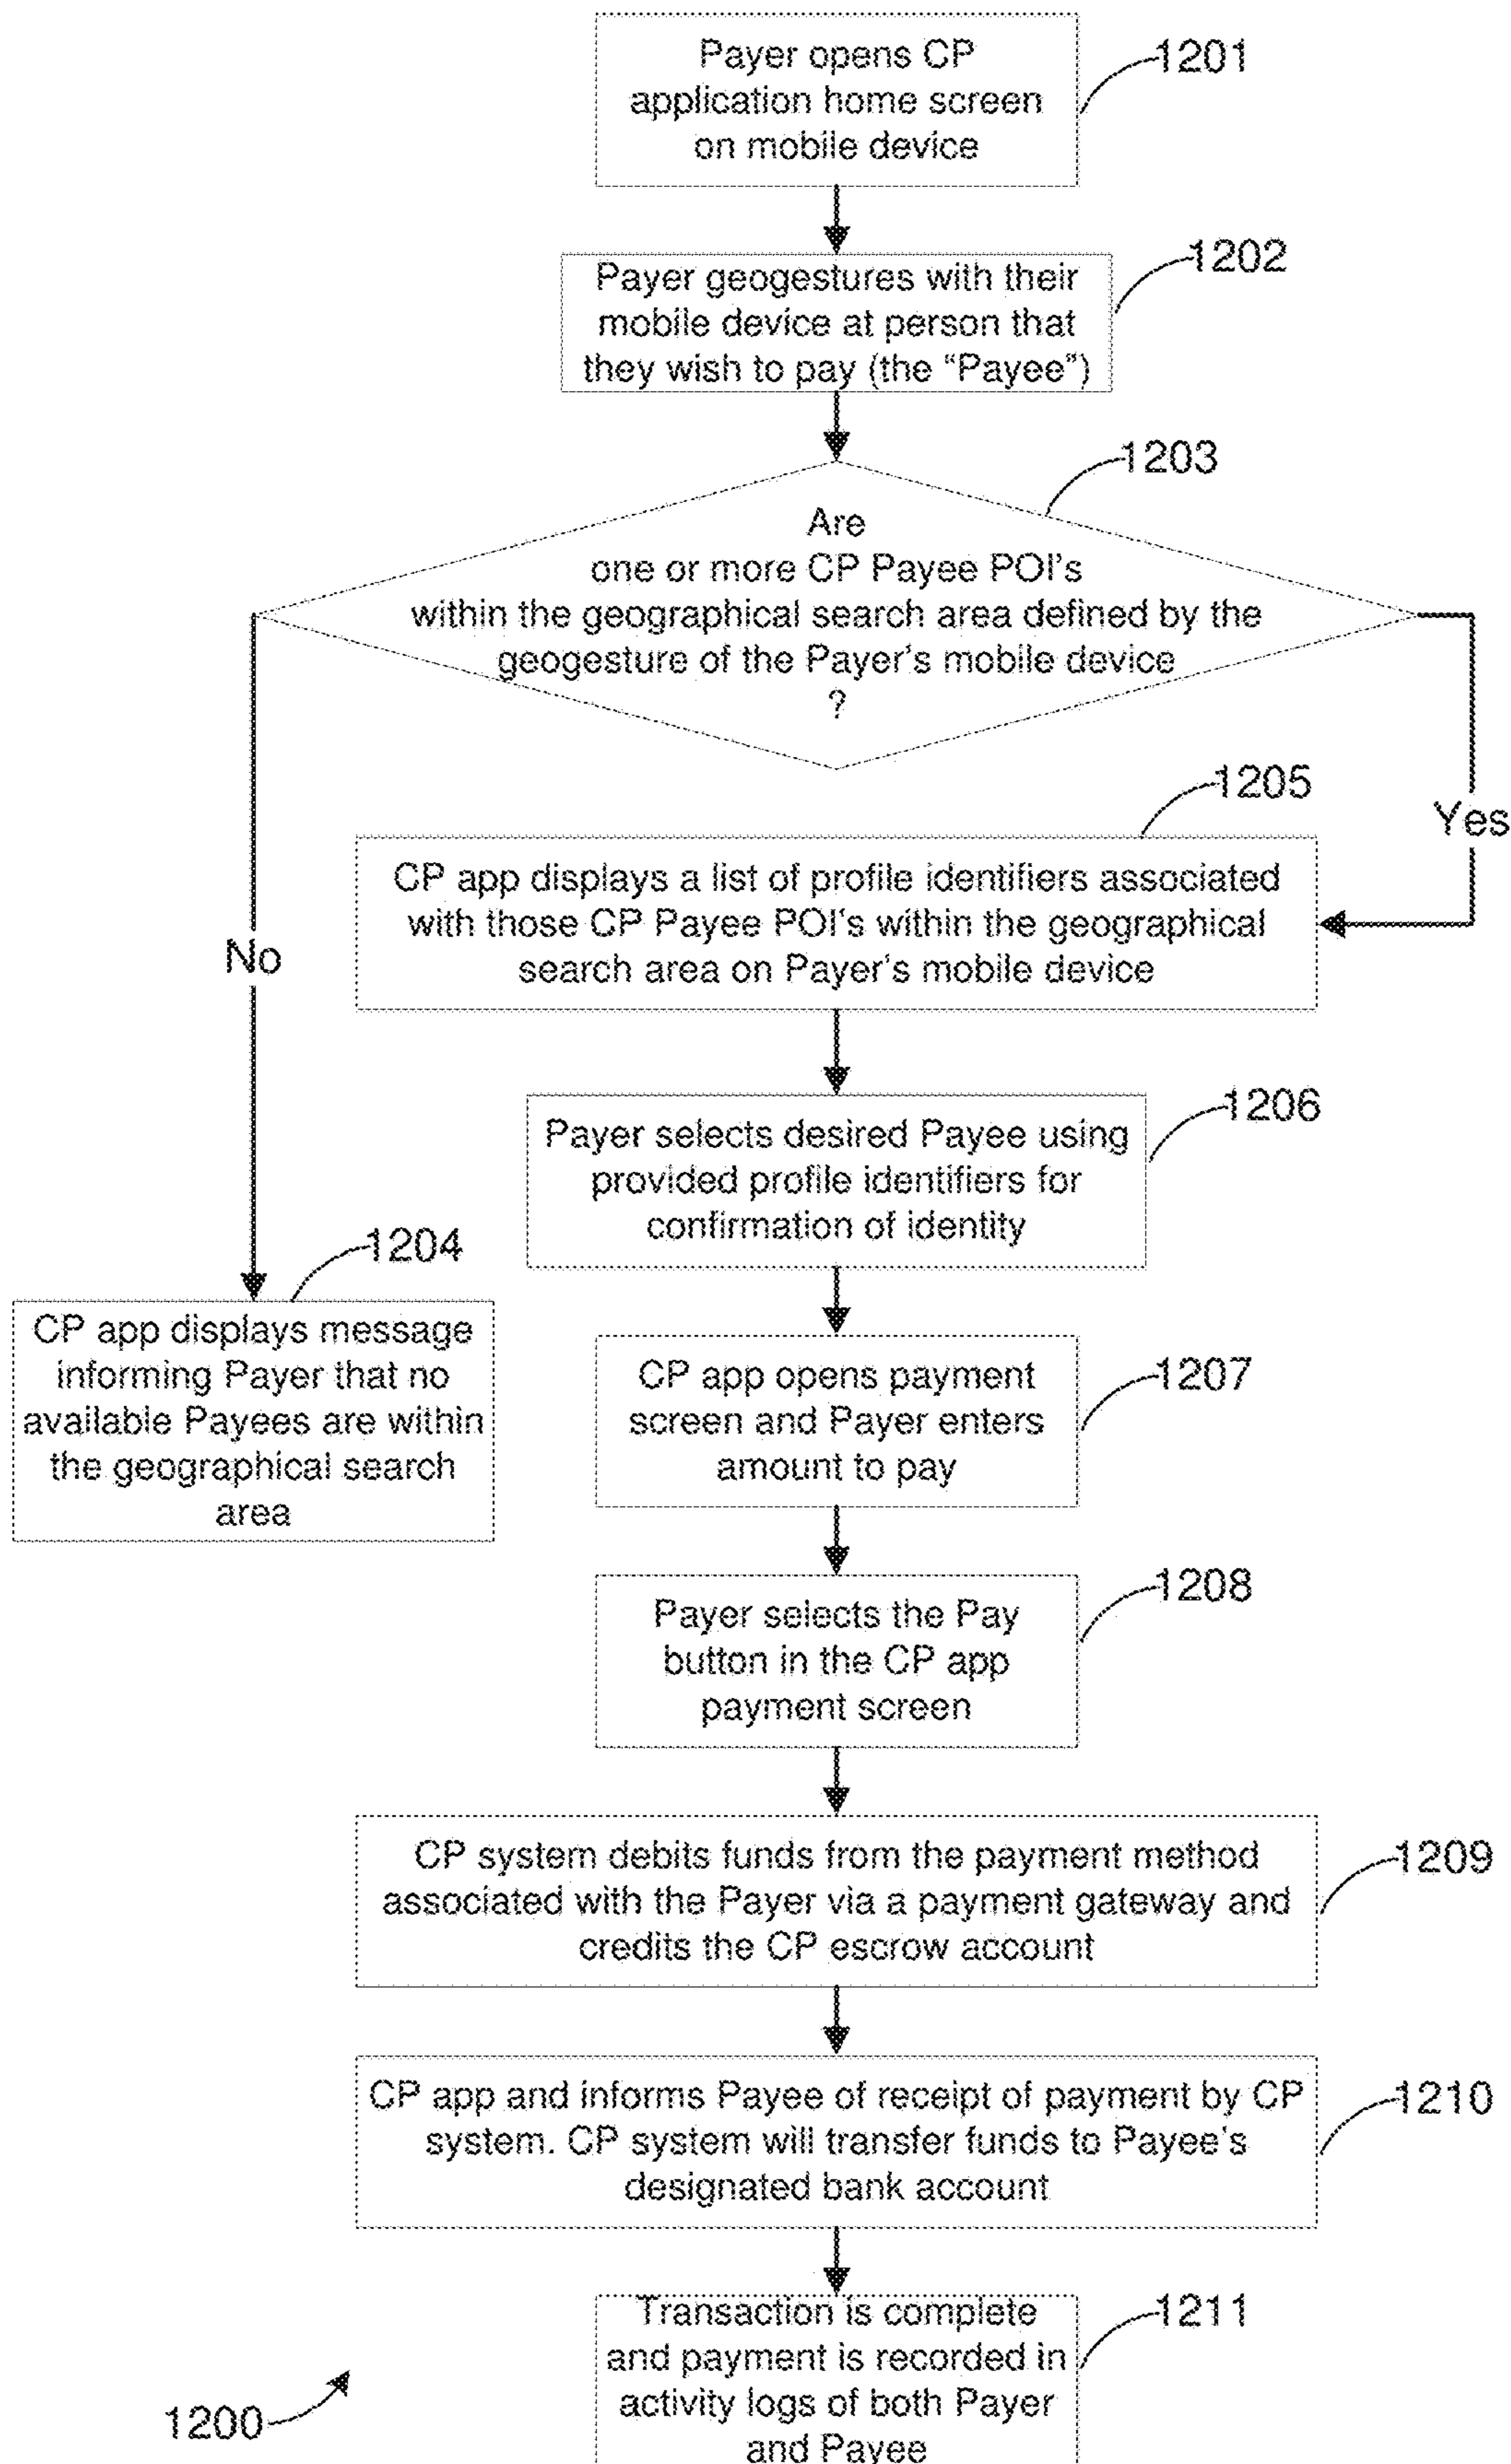 Payer opens CP
application home screen
on mobile device
1201
Payer geogestures with their
mobile device at person that
they wish to pay (the “Payee”)
1202
1203
Are
one or more CP Payee POI's
within the geographical search area defined by the
geogesture of the Payer's mobile device
?
1205
Yes
CP app displays a list of profile identifiers associated
with those CP Payee POI's within the geographical
search area on Payer's mobile device
No
1206
Payer selects desired Payee using
provided profile identifiers for
confirmation of identity
1204
CP app displays message
informing Payer that no
available Payees are within
the geographical search
area
CP app opens payment
screen and Payer enters
amount to pay
1207
Payer selects the Pay
button in the CP app
payment screen
1208
CP system debits funds from the payment method
associated with the Payer via a payment gateway and
credits the CP escrow account
1209
CP app and informs Payee of receipt of payment by CP
system. CP system will transfer funds to Payee's
designated bank account
1210
Transaction is complete
and payment is recorded in
activity logs of both Payer
and Payee
1211
1200